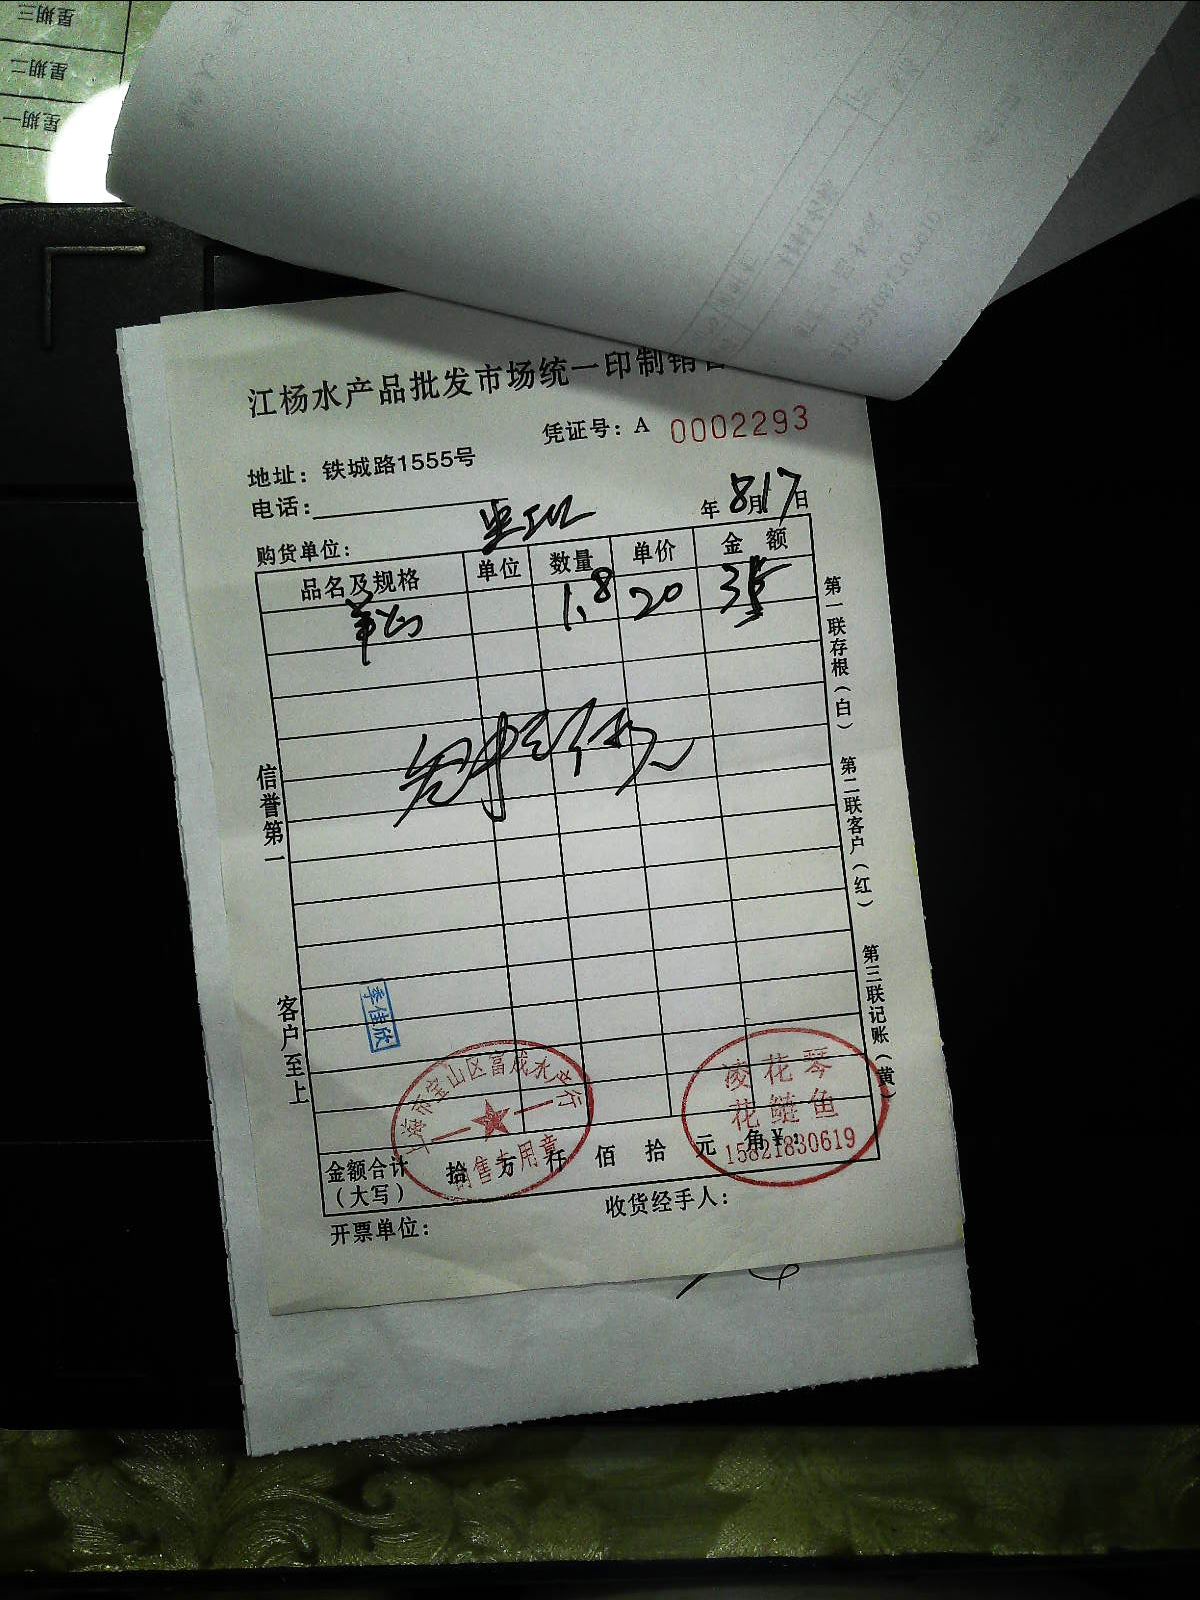 星期三
星期二
星期一
江杨水产品批发市场统一印制销售
凭证号：A 0002293
地址：铁城路1555号
电话：
年 8月17日
购货单位：
品名及规格 单位 数量 单价 金 额
1.8 20 35
信誉第一
客户至上
第一联存根（白）
第二联客户（红）
第三联记账（黄）
李佳欣
上海市宝山区富成水产行
销售专用章
凌花琴
花鲢鱼
15821830619
金额合计（大写） 拾 万 仟 佰 拾 元 角 ¥：
开票单位：
收货经手人：